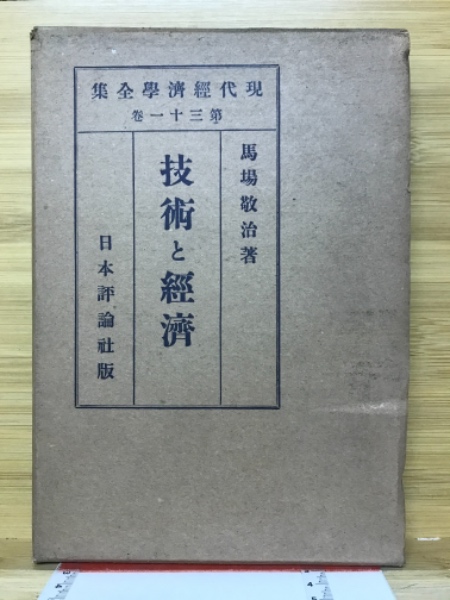 現代經濟學全集
第三十一卷
馬場敬治著
技術と經濟
日本評論社版